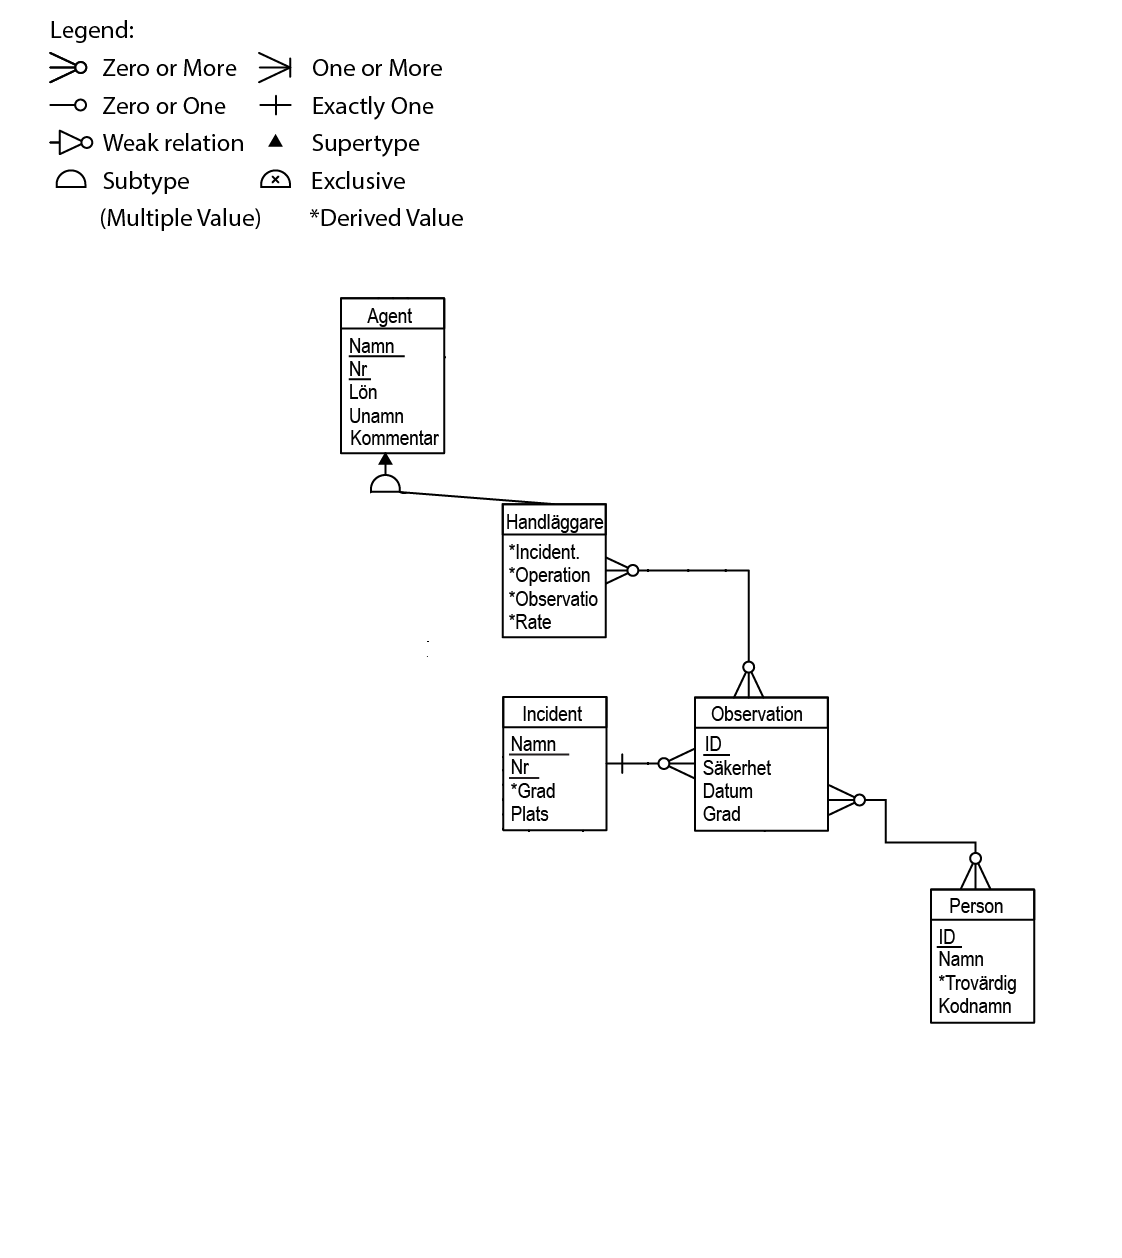 Legend:
Zero or More One or More
Zero or One Exactly One
Weak relation Supertype
Subtype Exclusive
(Multiple Value) *Derived Value
Agent
Namn
Nr
Lön
Unamn
Kommentar
Handläggare
*Incident.
*Operation
*Observatio
*Rate
Incident
Namn
Nr
*Grad
Plats
Observation
ID
Säkerhet
Datum
Grad
Person
ID
Namn
*Trovärdig
Kodnamn